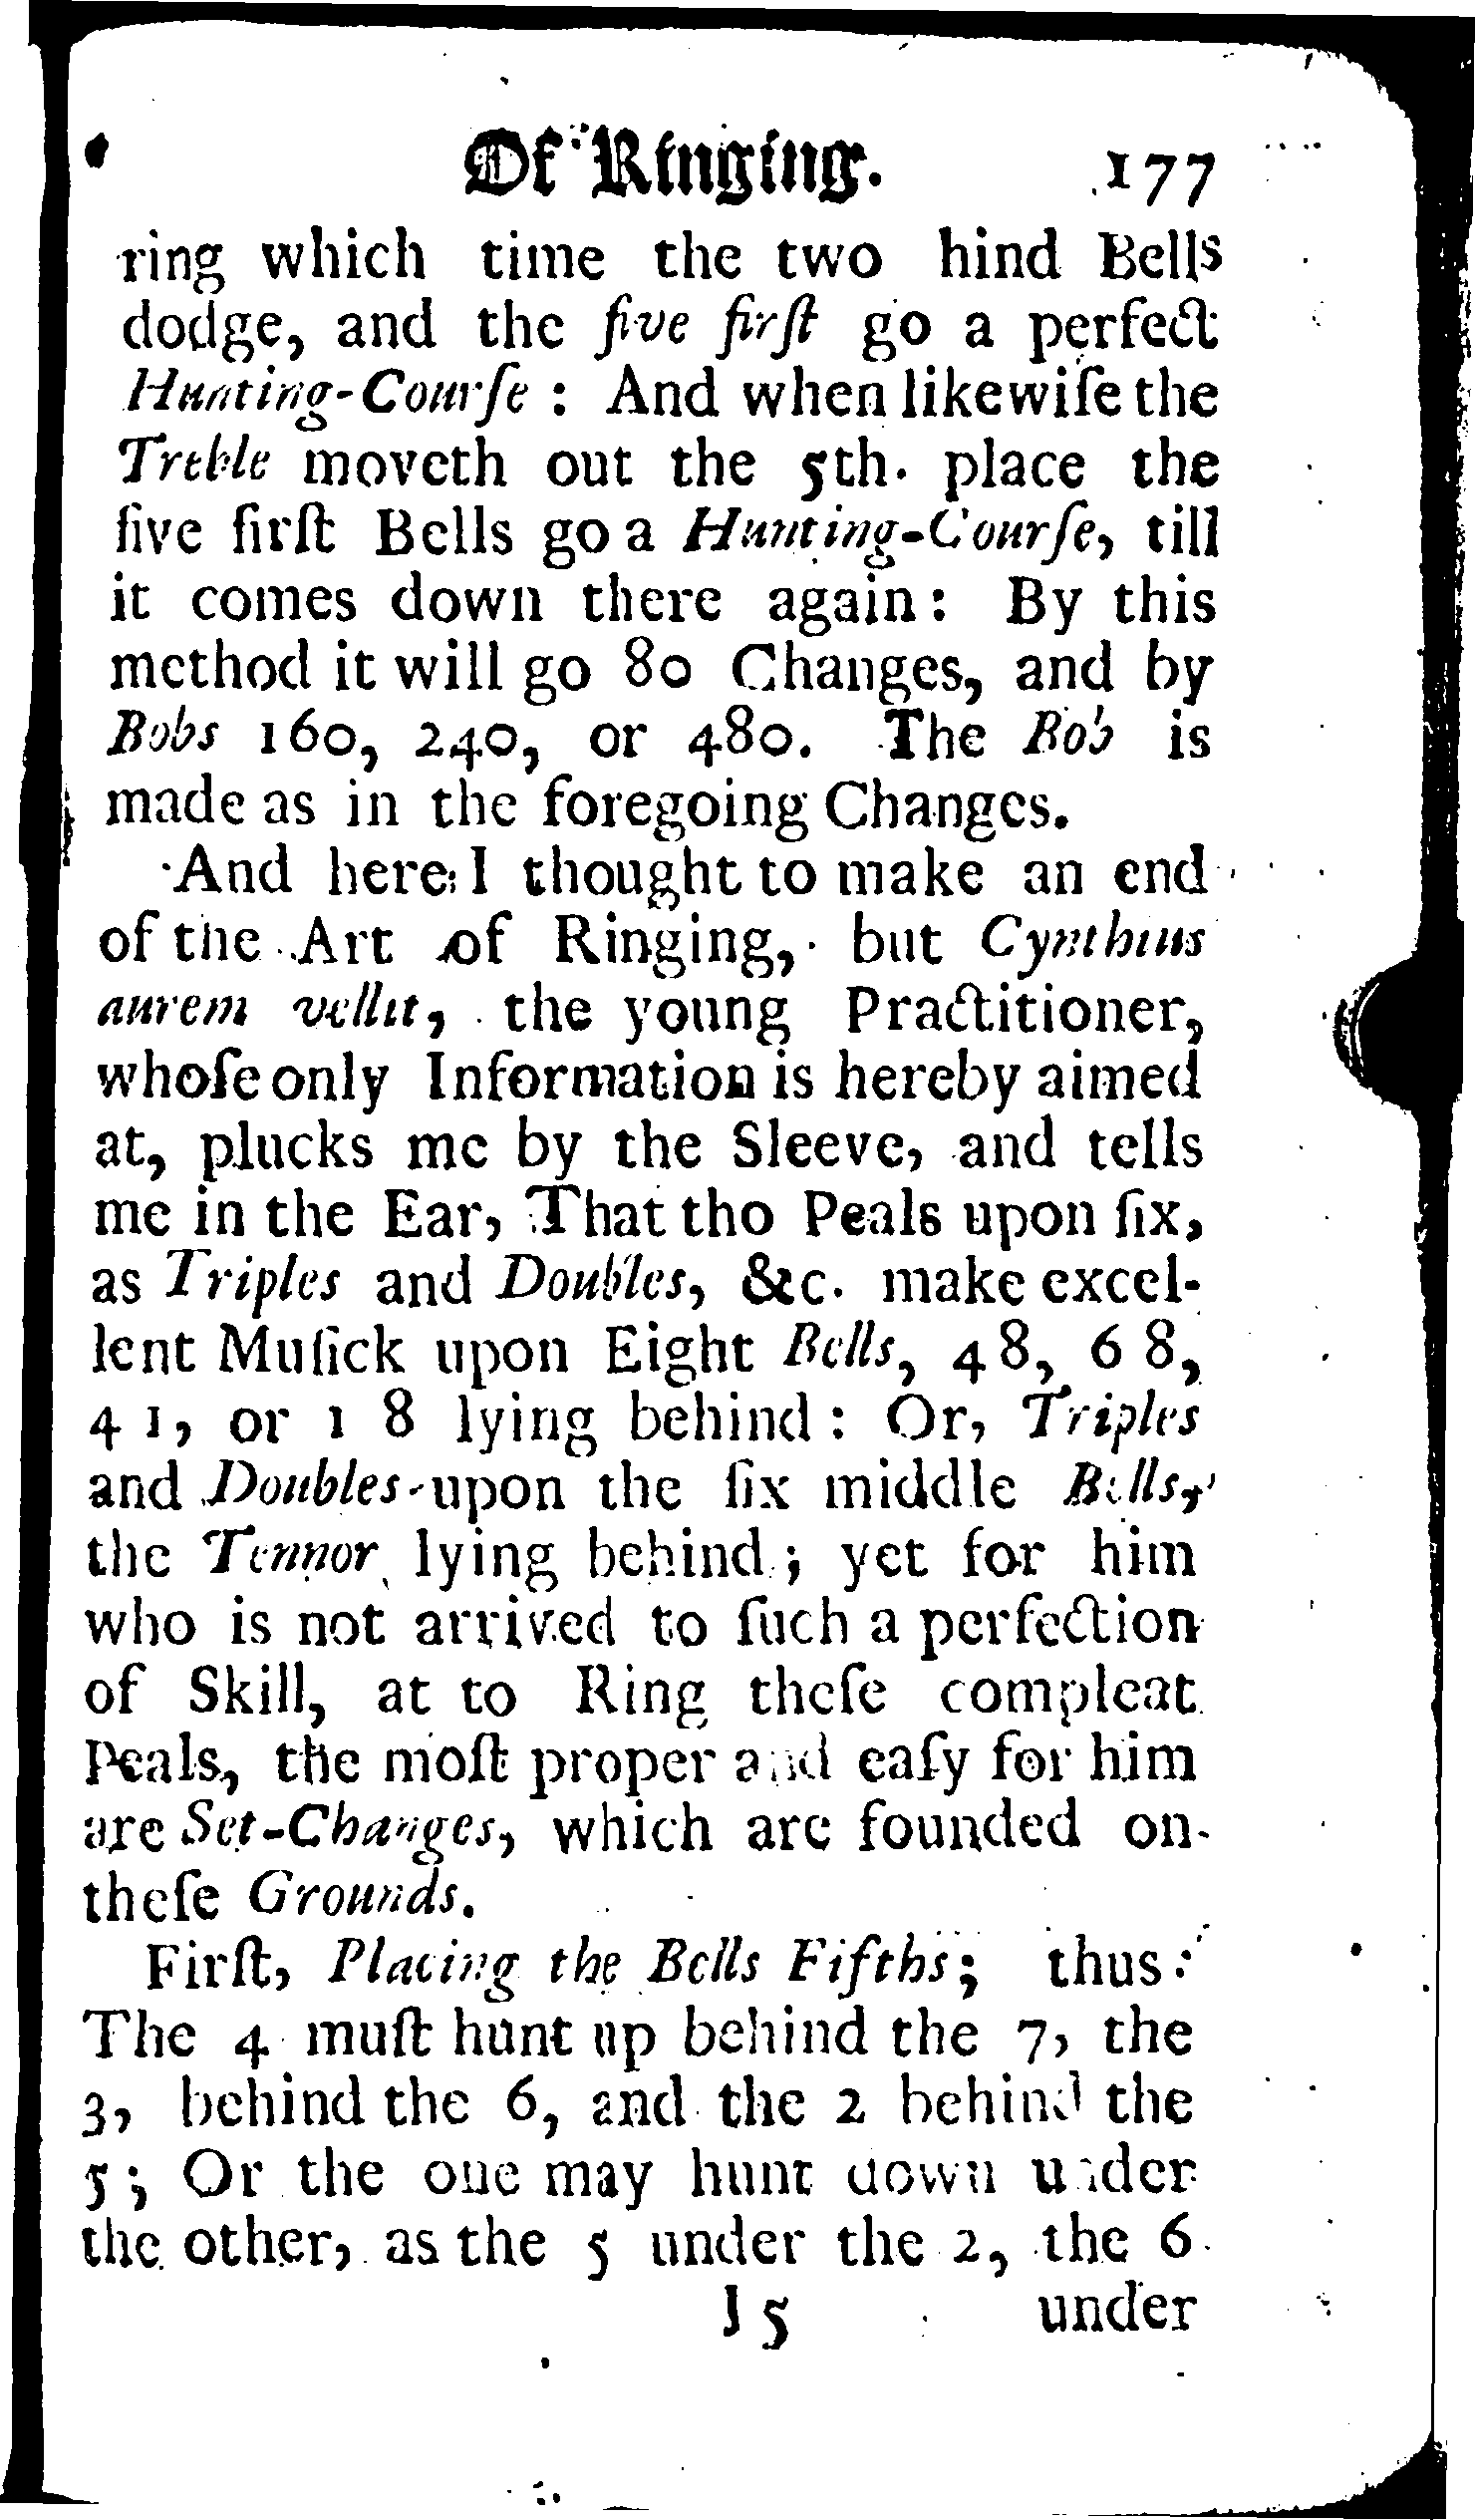 Of Ringing. 177
ring which time the two hind Bells
dodge, and the five firſt go a perfect
Hunting-Courſe : And when likewiſe the
Treble moveth out the 5th. place the
five firſt Bells go a Hunting-Courſe, till
it comes down there again: By this
method it will go 80 Changes, and by
Bobs 160, 240, or 480. The Bob is
made as in the foregoing Changes.
And here I thought to make an end
of the Art of Ringing, but Cynthius
aurem vellit, the young Practitioner,
whoſe only Information is hereby aimed
at, plucks me by the Sleeve, and tells
me in the Ear, That tho Peals upon ſix,
as Triples and Doubles, &c. make excel-
lent Muſick upon Eight Bells, 4 8, 6 8,
4 1, or 1 8 lying behind : Or, Triples
and Doubles upon the ſix middle Bells,
the Tennor lying behind ; yet for him
who is not arrived to ſuch a perfection
of Skill, at to Ring theſe compleat
Peals, the moſt proper and eaſy for him
are Set-Changes, which are founded on
theſe Grounds.
Firſt, Placing the Bells Fifths ; thus :
The 4 muſt hunt up behind the 7, the
3, behind the 6, and the 2 behind the
5 ; Or the one may hunt down under
the other, as the 5 under the 2, the 6
I 5 under